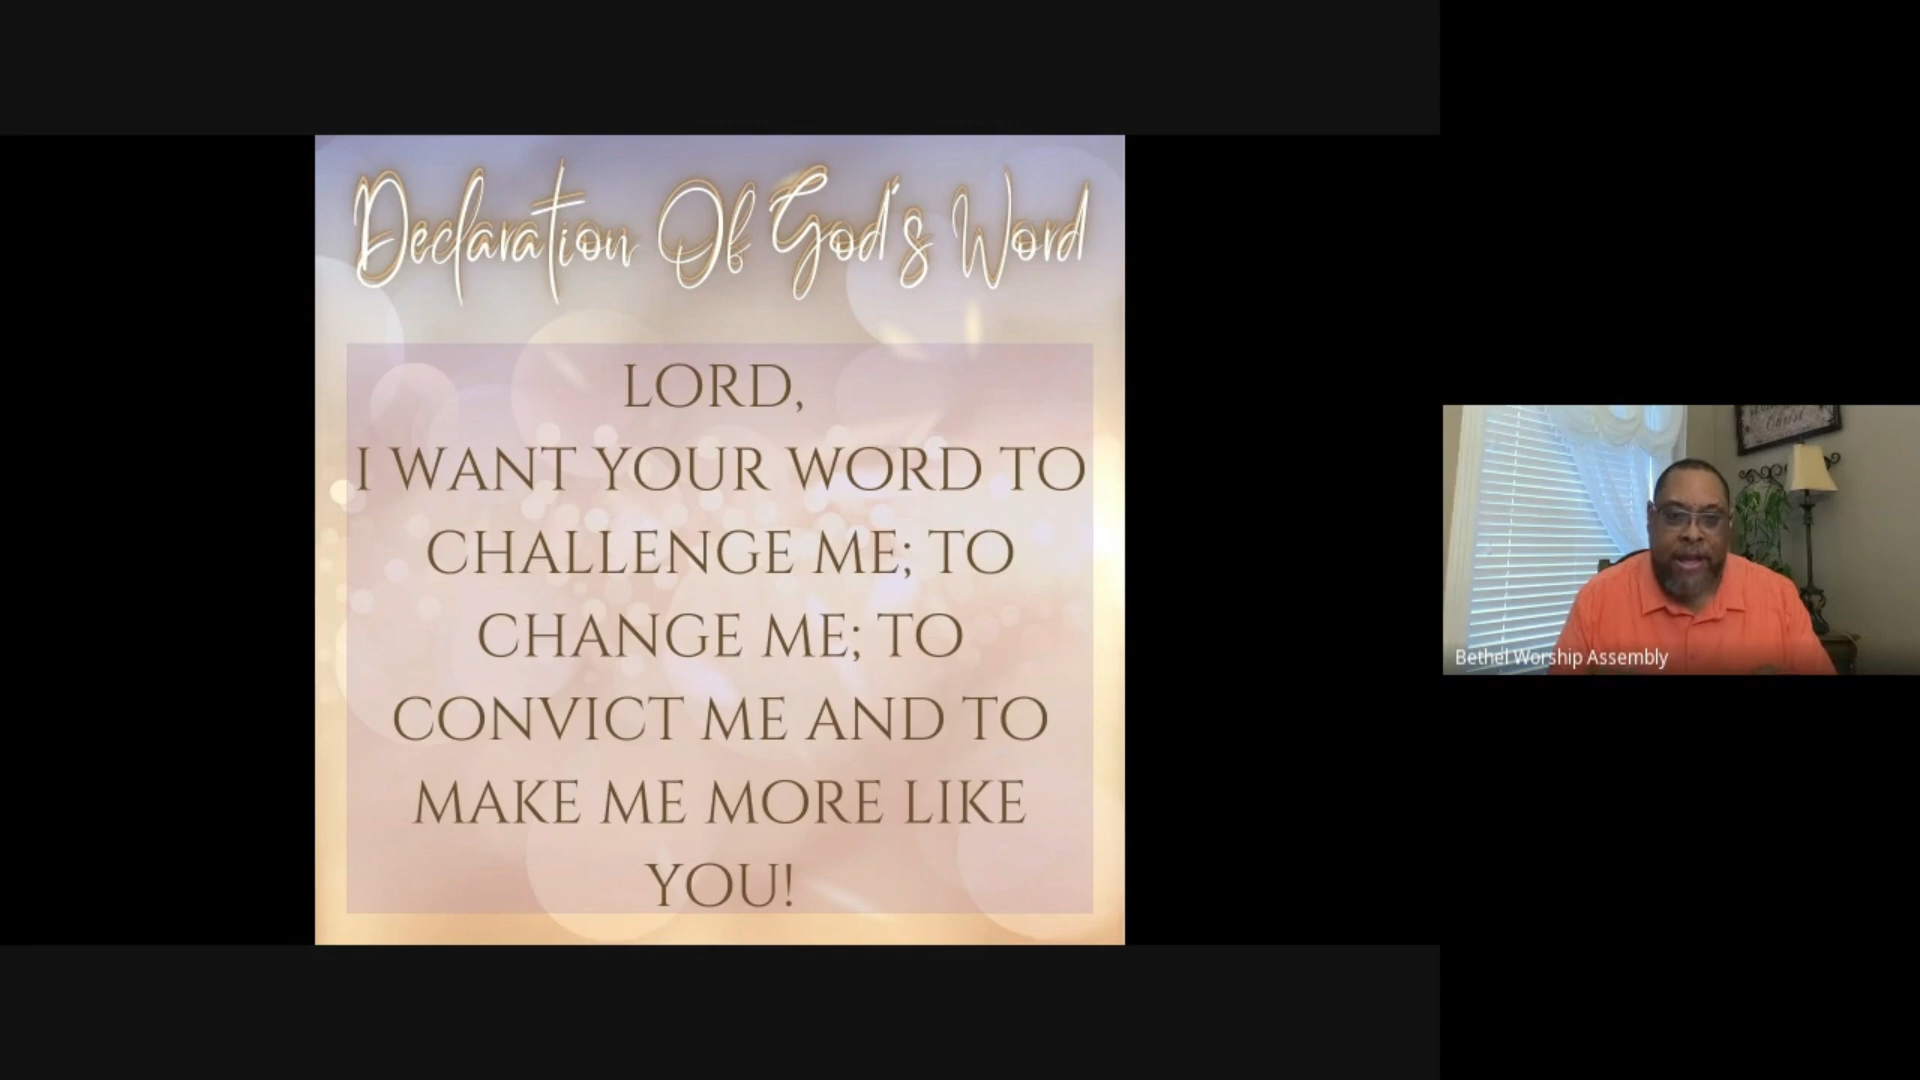 Declaration Of God's Word
LORD,
I WANT YOUR WORD TO
CHALLENGE ME; TO
CHANGE ME; TO
CONVICT ME AND TO
MAKE ME MORE LIKE
YOU!
Christ
Bethel Worship Assembly